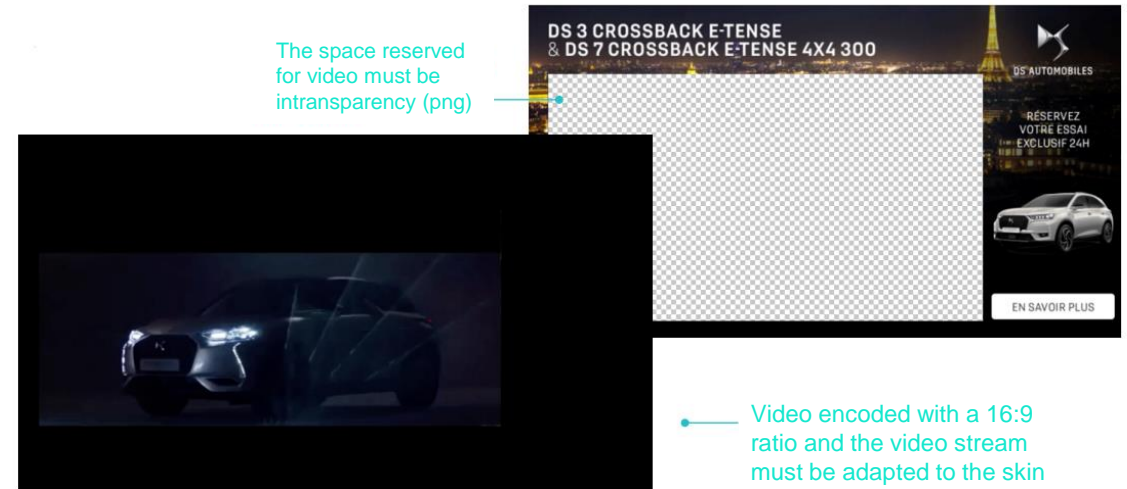 The space reserved
for video must be
intransparency (png)
DS 3 CROSSBACK E-TENSE
& DS 7 CROSSBACK E-TENSE 4X4 300
DS AUTOMOBILES
RÉSERVEZ
VOTRE ESSAI
EXCLUSIF 24H
EN SAVOIR PLUS
Video encoded with a 16:9
ratio and the video stream
must be adapted to the skin